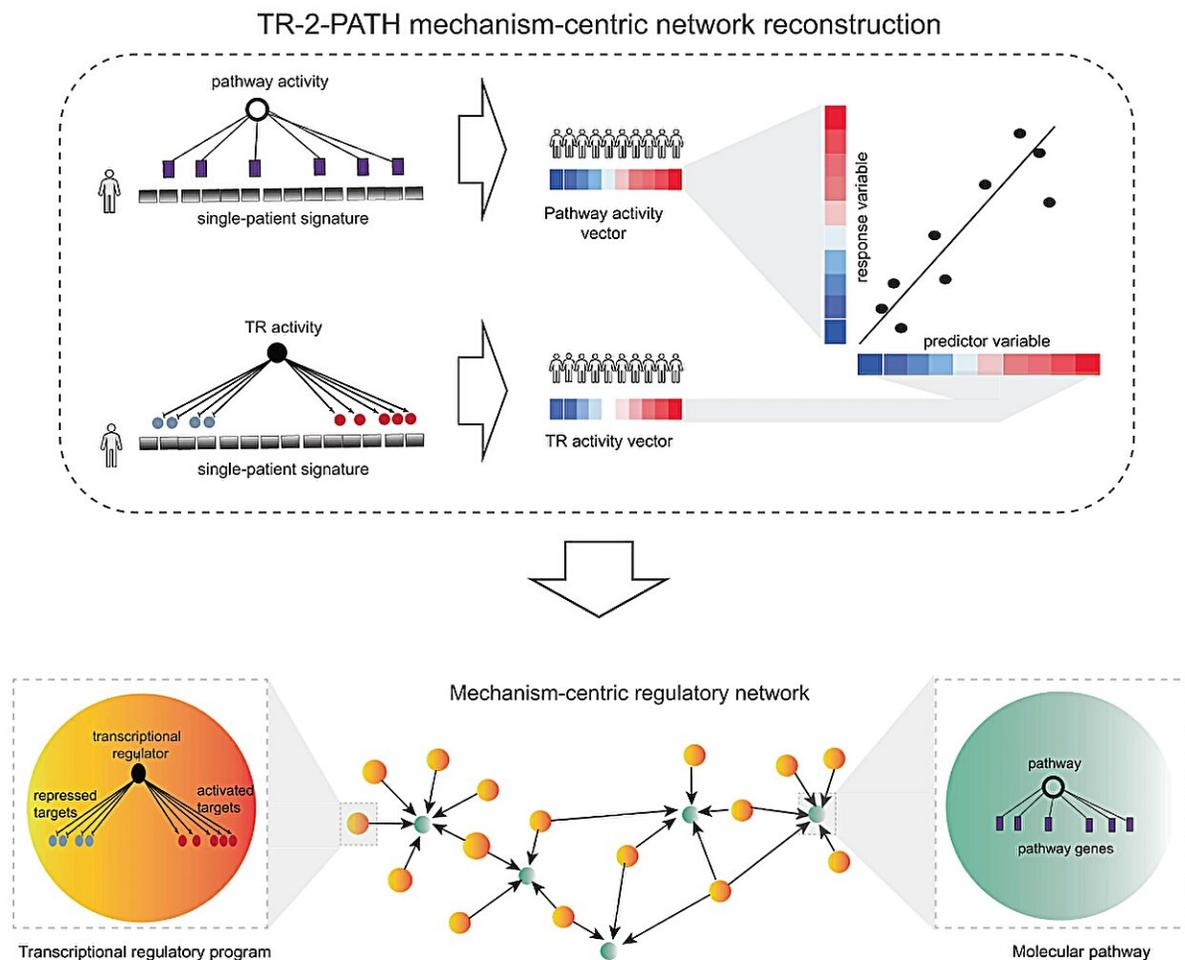 TR-2-PATH mechanism-centric network reconstruction
pathway activity
single-patient signature
Pathway activity
vector
response variable
predictor variable
TR activity
single-patient signature
TR activity vector
Mechanism-centric regulatory network
transcriptional
regulator
repressed
targets
activated
targets
Transcriptional regulatory program
pathway
pathway genes
Molecular pathway